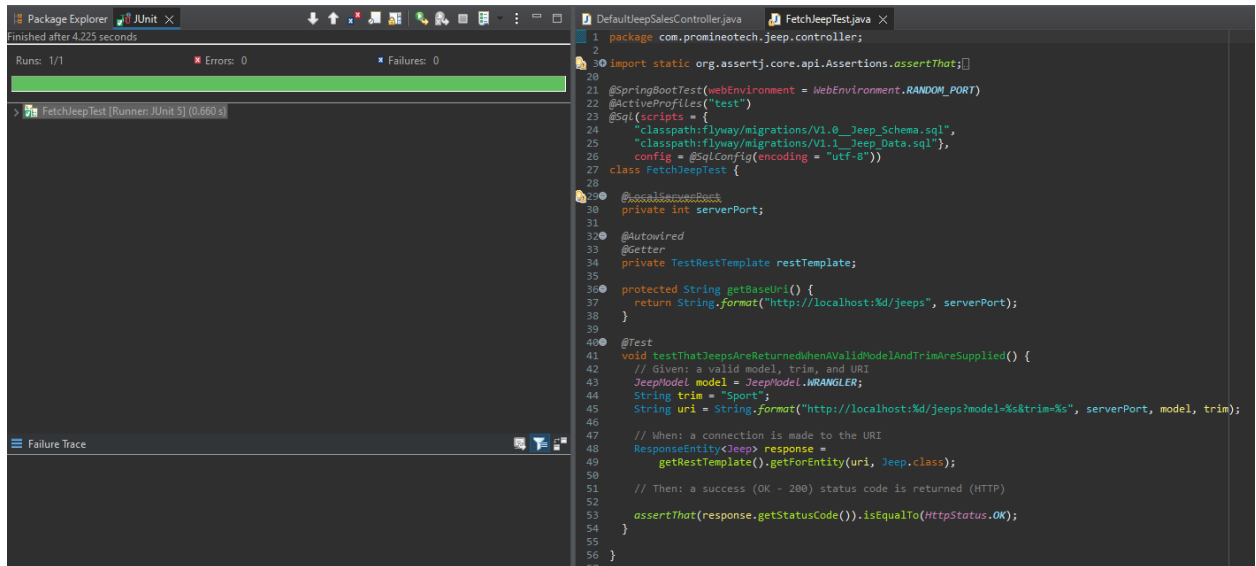 Package Explorer JUnit
Finished after 4.225 seconds
Runs: 1/1 Errors: 0 Failures: 0
FetchJeepTest [Runner: JUnit 5] (0.660 s)
Failure Trace
DefaultJeepSalesController.java FetchJeepTest.java
1 package com.promineotech.jeep.controller;
2
3 import static org.assertj.core.api.Assertions.assertThat;
20
21 @SpringBootTest(webEnvironment = WebEnvironment.RANDOM_PORT)
22 @ActiveProfiles("test")
23 @Sql(scripts = {
24 "classpath:flyway/migrations/V1.0__Jeep_Schema.sql",
25 "classpath:flyway/migrations/V1.1__Jeep_Data.sql"},
26 config = @SqlConfig(encoding = "utf-8"))
27 class FetchJeepTest {
28
29 @LocalServerPort
30 private int serverPort;
31
32 @Autowired
33 @Getter
34 private TestRestTemplate restTemplate;
35
36 protected String getBaseUri() {
37 return String.format("http://localhost:%d/jeeps", serverPort);
38 }
39
40 @Test
41 void testThatJeepsAreReturnedWhenAValidModelAndTrimAreSupplied() {
42 // Given: a valid model, trim, and URI
43 JeepModel model = JeepModel.WRANGLER;
44 String trim = "Sport";
45 String uri = String.format("http://localhost:%d/jeeps?model=%s&trim=%s", serverPort, model, trim);
46
47 // When: a connection is made to the URI
48 ResponseEntity<Jeep> response =
49 getRestTemplate().getForEntity(uri, Jeep.class);
50
51 // Then: a success (OK - 200) status code is returned (HTTP)
52
53 assertThat(response.getStatusCode()).isEqualTo(HttpStatus.OK);
54 }
55
56 }